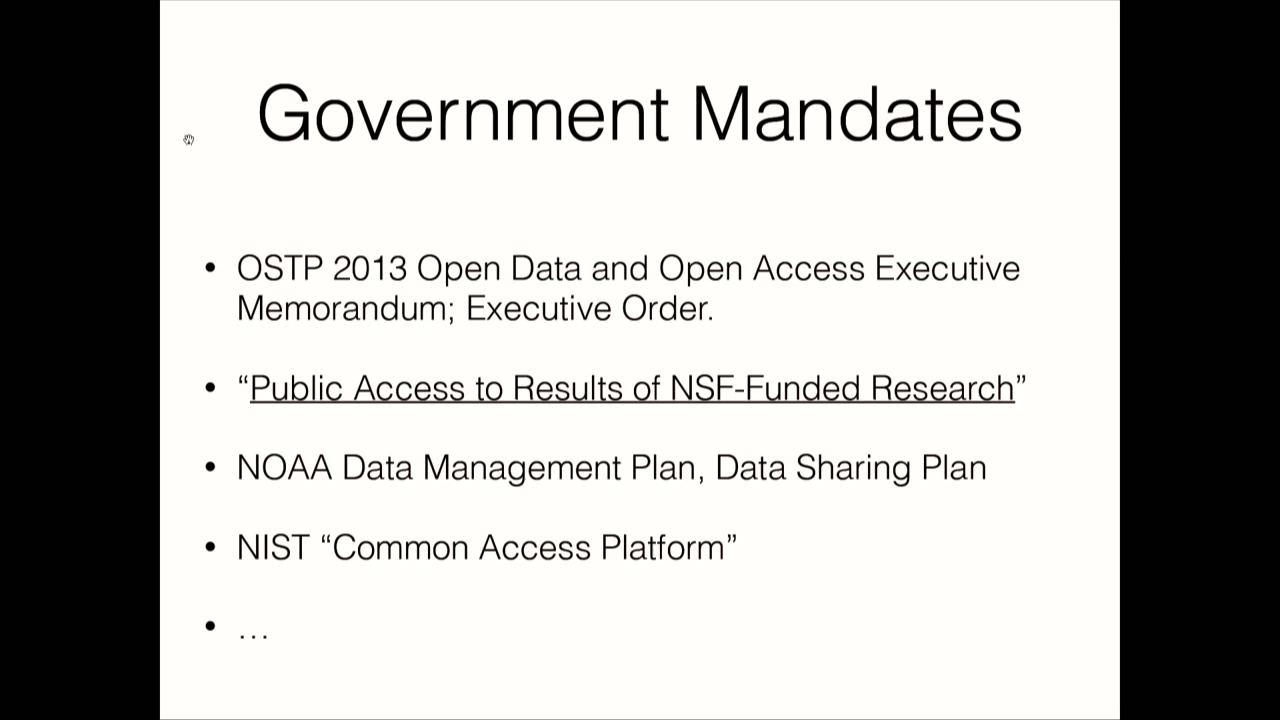 Government Mandates
• OSTP 2013 Open Data and Open Access Executive
Memorandum; Executive Order.
• “Public Access to Results of NSF-Funded Research”
• NOAA Data Management Plan, Data Sharing Plan
• NIST “Common Access Platform”
• …